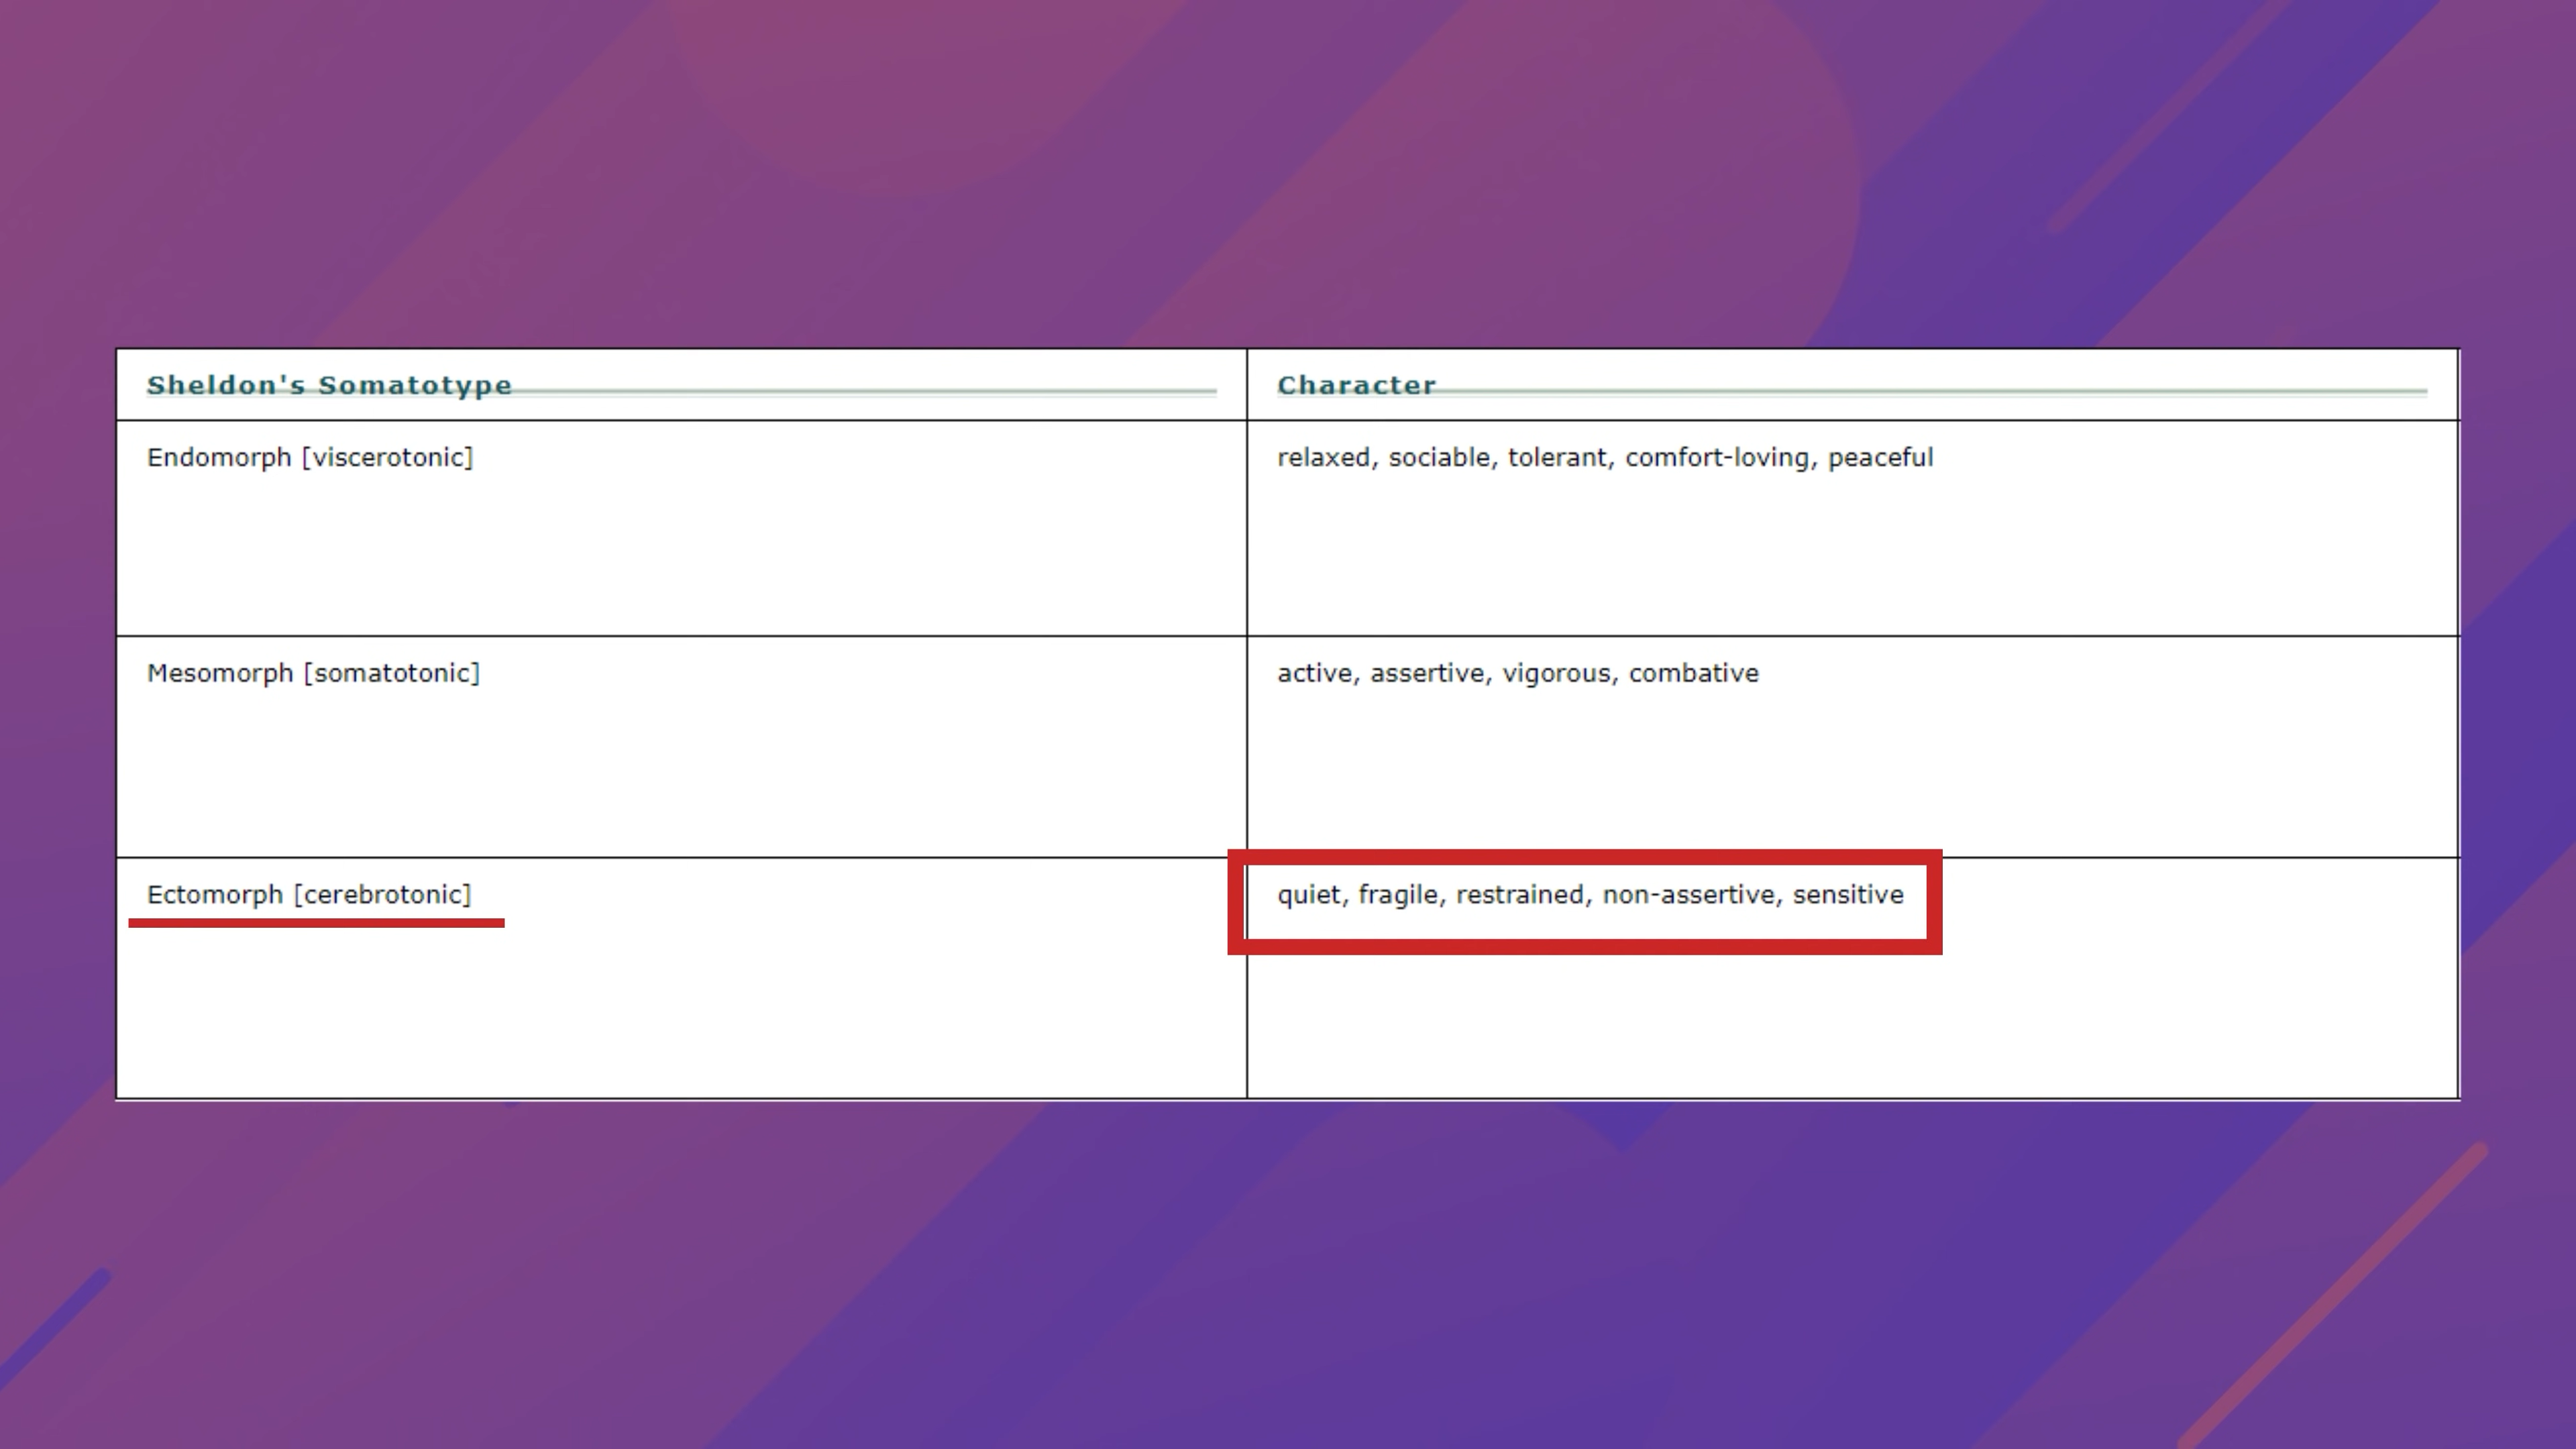 Sheldon's Somatotype
Character
Endomorph [viscerotonic]
relaxed, sociable, tolerant, comfort-loving, peaceful
Mesomorph [somatotonic]
active, assertive, vigorous, combative
Ectomorph [cerebrotonic]
quiet, fragile, restrained, non-assertive, sensitive